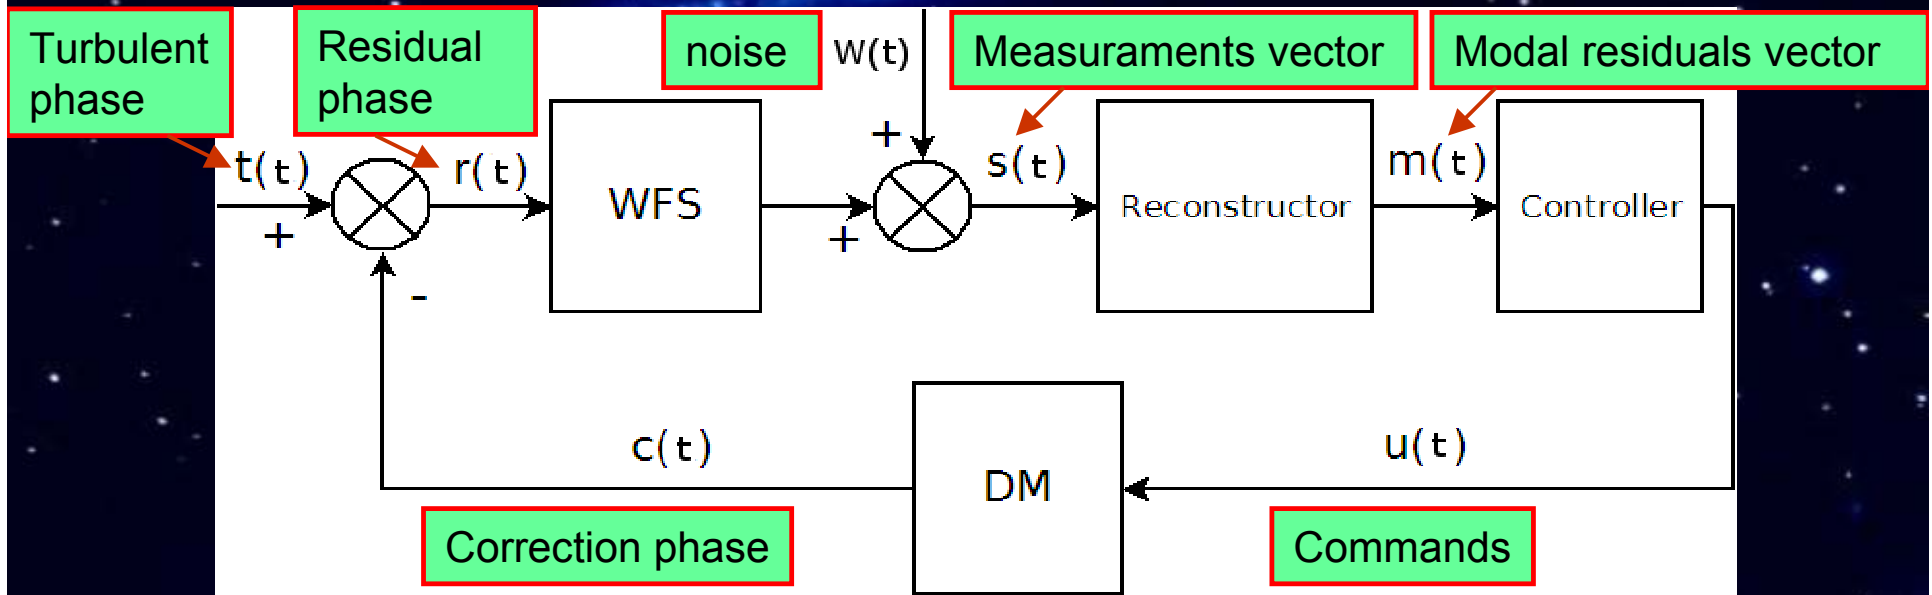 Turbulent
phase
Residual
phase
noise
W(t)
Measuraments vector
Modal residuals vector
+
t(t)
r(t)
s(t)
m(t)
WFS
Reconstructor
Controller
+
+
-
c(t)
u(t)
DM
Correction phase
Commands